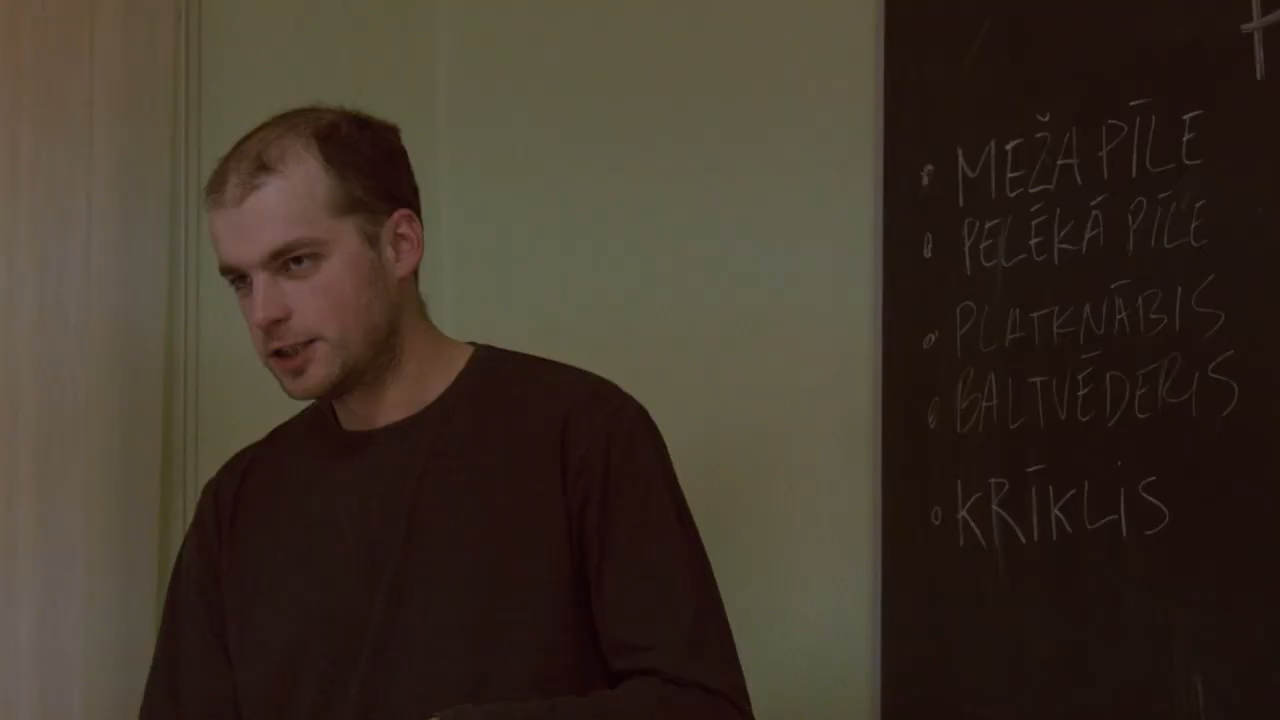 MEŽA PĪLE
PELĒKĀ PĪLE
PLATKNĀBIS
BALTVĒDERIS
KRĪKLIS